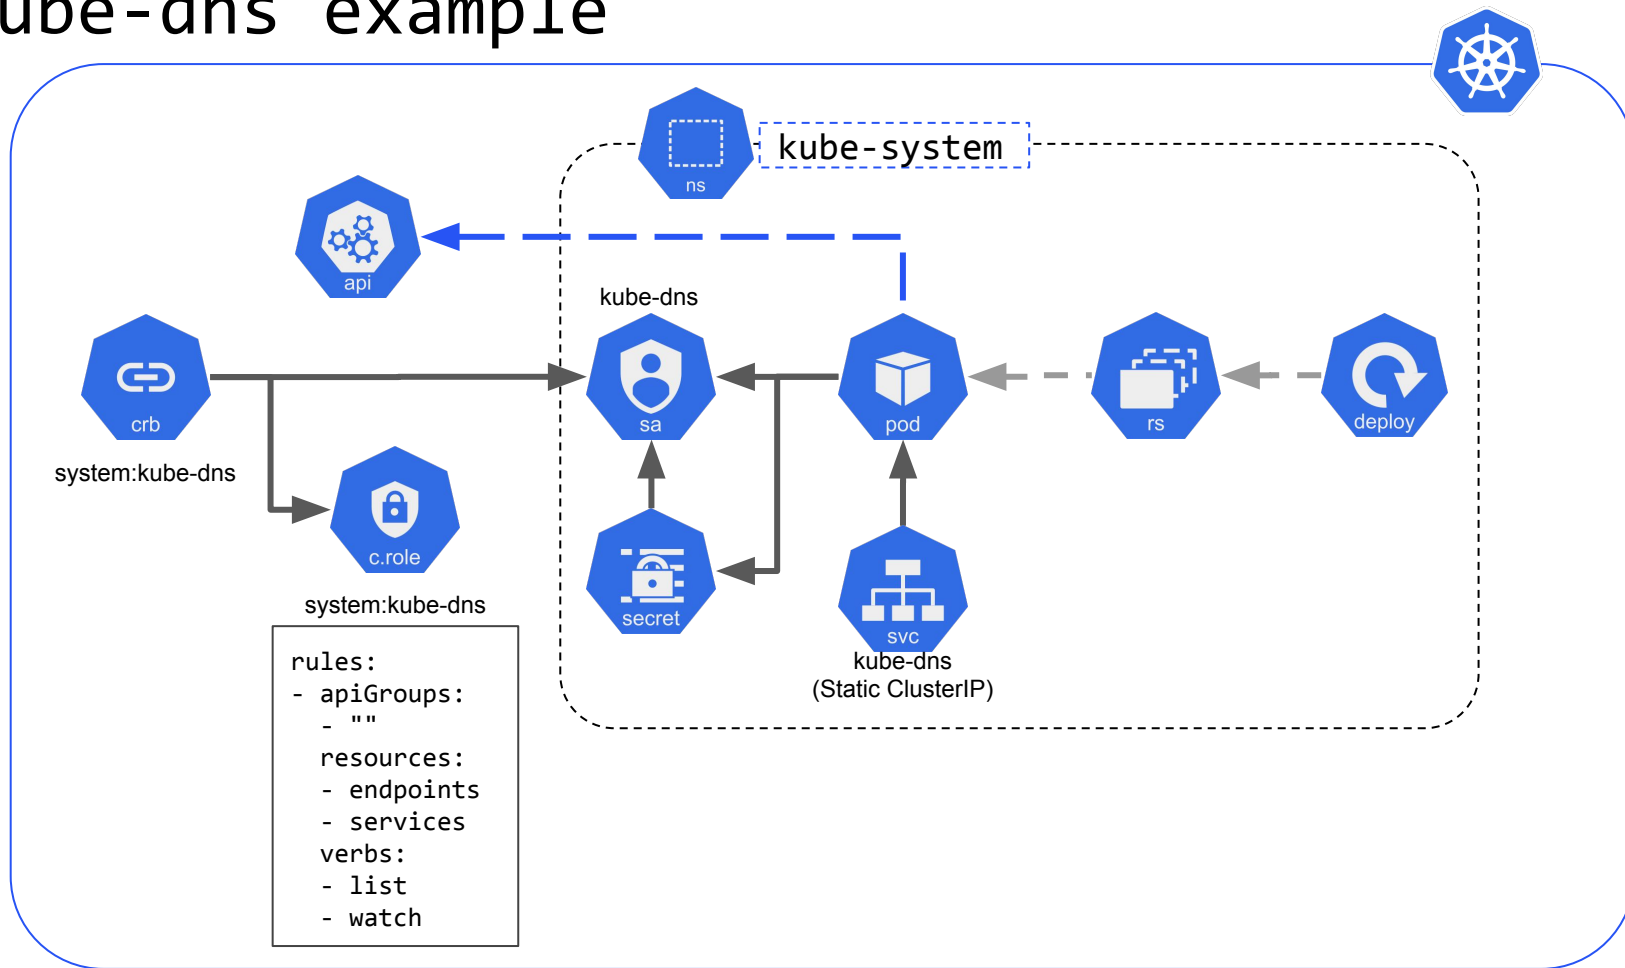 ube-dns example
ns
kube-system
api
kube-dns
crb
sa
pod
rs
deploy
system:kube-dns
c.role
secret
svc
system:kube-dns
kube-dns
(Static ClusterIP)
rules:
- apiGroups:
  - ""
  resources:
  - endpoints
  - services
  verbs:
  - list
  - watch